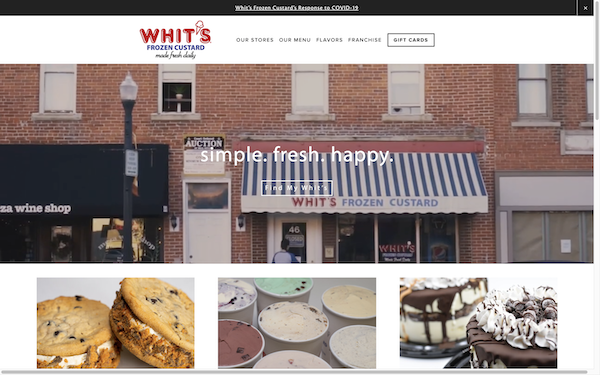 Whit's Frozen Custard's Response to COVID-19
WHIT'S
FROZEN CUSTARD
made fresh daily
OUR STORES OUR MENU FLAVORS FRANCHISE GIFT CARDS
AUCTION
simple. fresh. happy.
Find My Whit's
za wine shop
WHIT'S FROZEN CUSTARD
46
WHIT'S